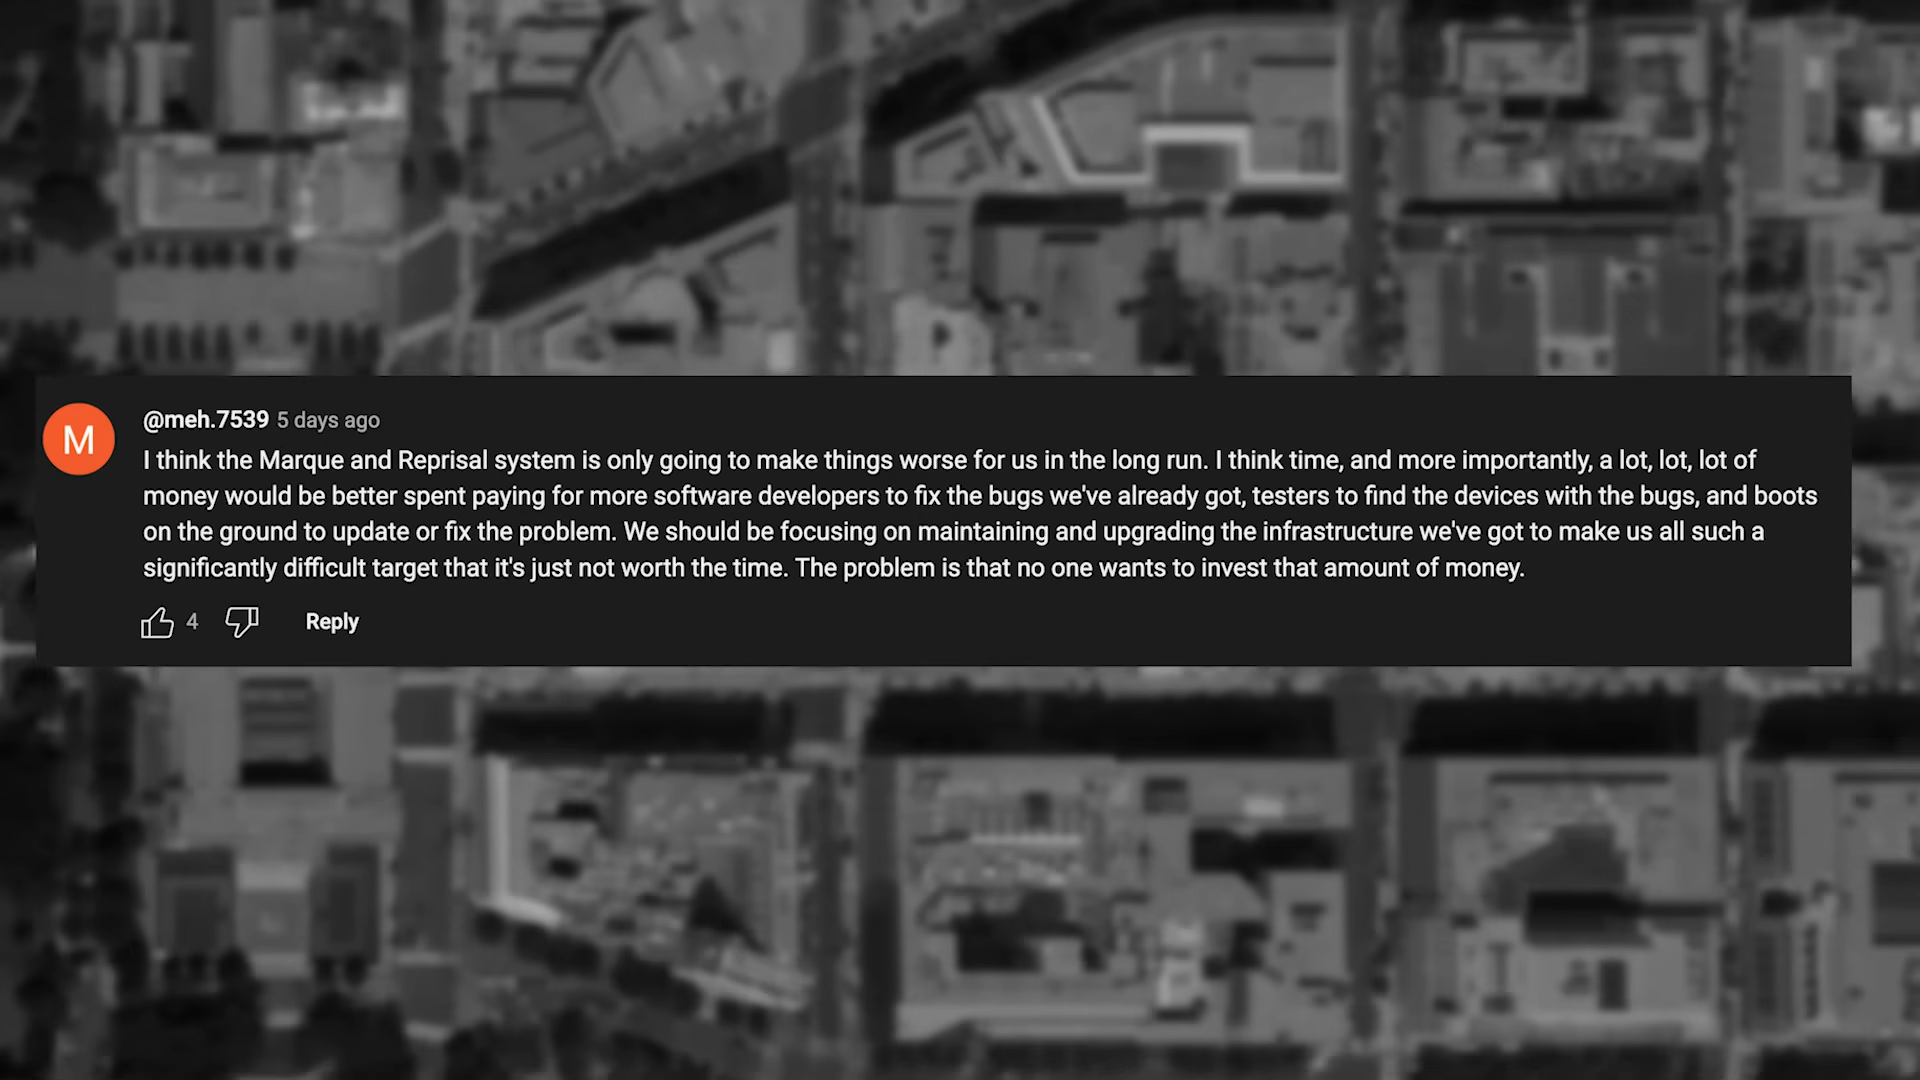 M
@meh.7539 5 days ago
I think the Marque and Reprisal system is only going to make things worse for us in the long run. I think time, and more importantly, a lot, lot, lot of
money would be better spent paying for more software developers to fix the bugs we've already got, testers to find the devices with the bugs, and boots
on the ground to update or fix the problem. We should be focusing on maintaining and upgrading the infrastructure we've got to make us all such a
significantly difficult target that it's just not worth the time. The problem is that no one wants to invest that amount of money.
4 Reply